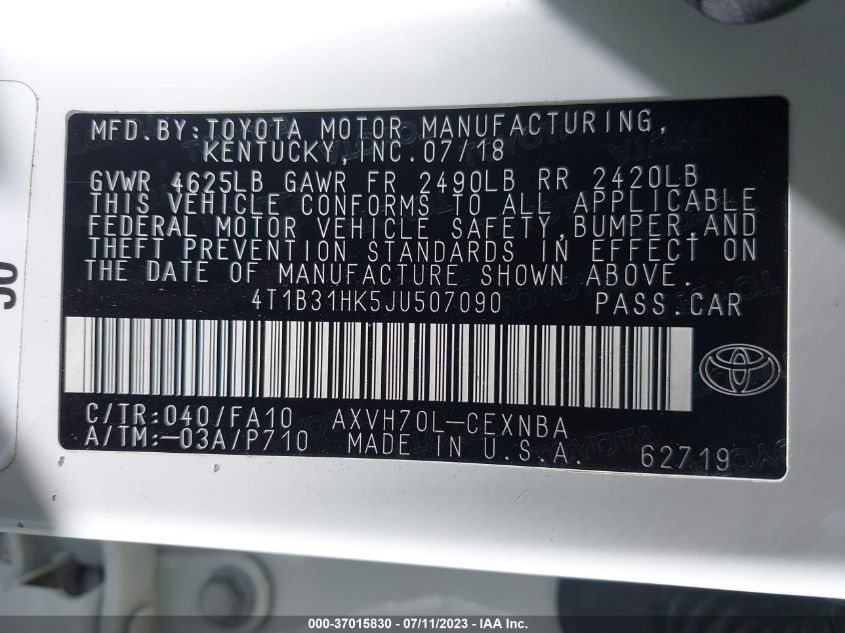 MFD. BY: TOYOTA MOTOR MANUFACTURING,
KENTUCKY, INC. 07/18
GVWR 4625LB GAWR FR 2490LB RR 2420LB
THIS VEHICLE CONFORMS TO ALL APPLICABLE
FEDERAL MOTOR VEHICLE SAFETY, BUMPER, AND
THEFT PREVENTION STANDARDS IN EFFECT ON
THE DATE OF MANUFACTURE SHOWN ABOVE.
4T1B31HK5JU507090 PASS. CAR
C/TR: 040/FA10 AXVH70L-CEXNBA
A/TM: -03A/P710 MADE IN U.S.A. 62719
000-37015830 - 07/11/2023 - © IAA Inc.